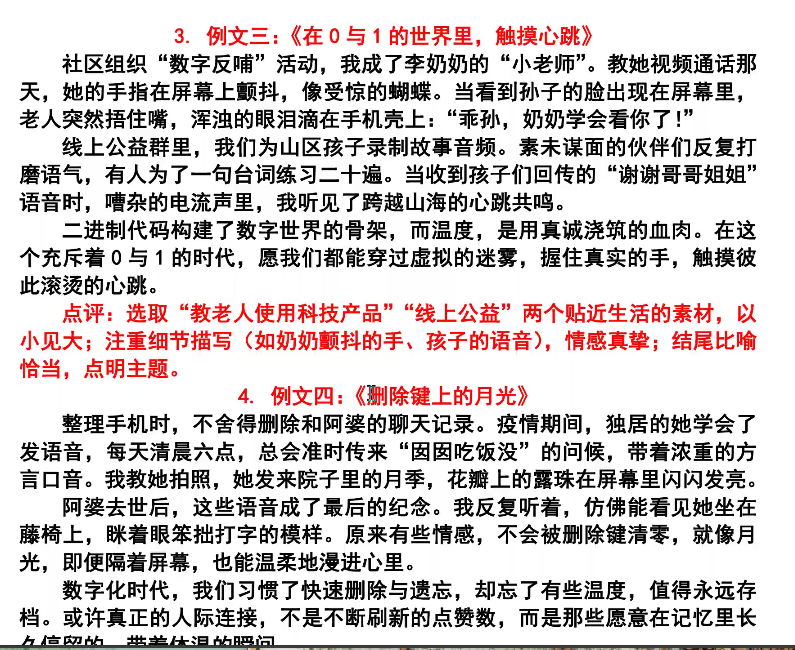 3. 例文三：《在 0 与 1 的世界里，触摸心跳》
社区组织“数字反哺”活动，我成了李奶奶的“小老师”。教她视频通话那
天，她的手指在屏幕上颤抖，像受惊的蝴蝶。当看到孙子的脸出现在屏幕里，
老人突然捂住嘴，浑浊的眼泪滴在手机壳上：“乖孙，奶奶学会看你了！”
线上公益群里，我们为山区孩子录制故事音频。素未谋面的伙伴们反复打
磨语气，有人为了一句台词练习二十遍。当收到孩子们回传的“谢谢哥哥姐姐”
语音时，嘈杂的电流声里，我听见了跨越山海的心跳共鸣。
二进制代码构建了数字世界的骨架，而温度，是用真诚浇筑的血肉。在这
个充斥着 0 与 1 的时代，愿我们都能穿过虚拟的迷雾，握住真实的手，触摸彼
此滚烫的心跳。
点评：选取“教老人使用科技产品”“线上公益”两个贴近生活的素材，以
小见大；注重细节描写（如奶奶颤抖的手、孩子的语音），情感真挚；结尾比喻
恰当，点明主题。
4. 例文四：《删除键上的月光》
整理手机时，不舍得删除和阿婆的聊天记录。疫情期间，独居的她学会了
发语音，每天清晨六点，总会准时传来“囡囡吃饭没”的问候，带着浓重的方
言口音。我教她拍照，她发来院子里的月季，花瓣上的露珠在屏幕里闪闪发亮。
阿婆去世后，这些语音成了最后的纪念。我反复听着，仿佛能看见她坐在
藤椅上，眯着眼笨拙打字的模样。原来有些情感，不会被删除键清零，就像月
光，即便隔着屏幕，也能温柔地漫进心里。
数字化时代，我们习惯了快速删除与遗忘，却忘了有些温度，值得永远存
档。或许真正的人际连接，不是不断刷新的点赞数，而是那些愿意在记忆里长
久停留的、带着体温的瞬间